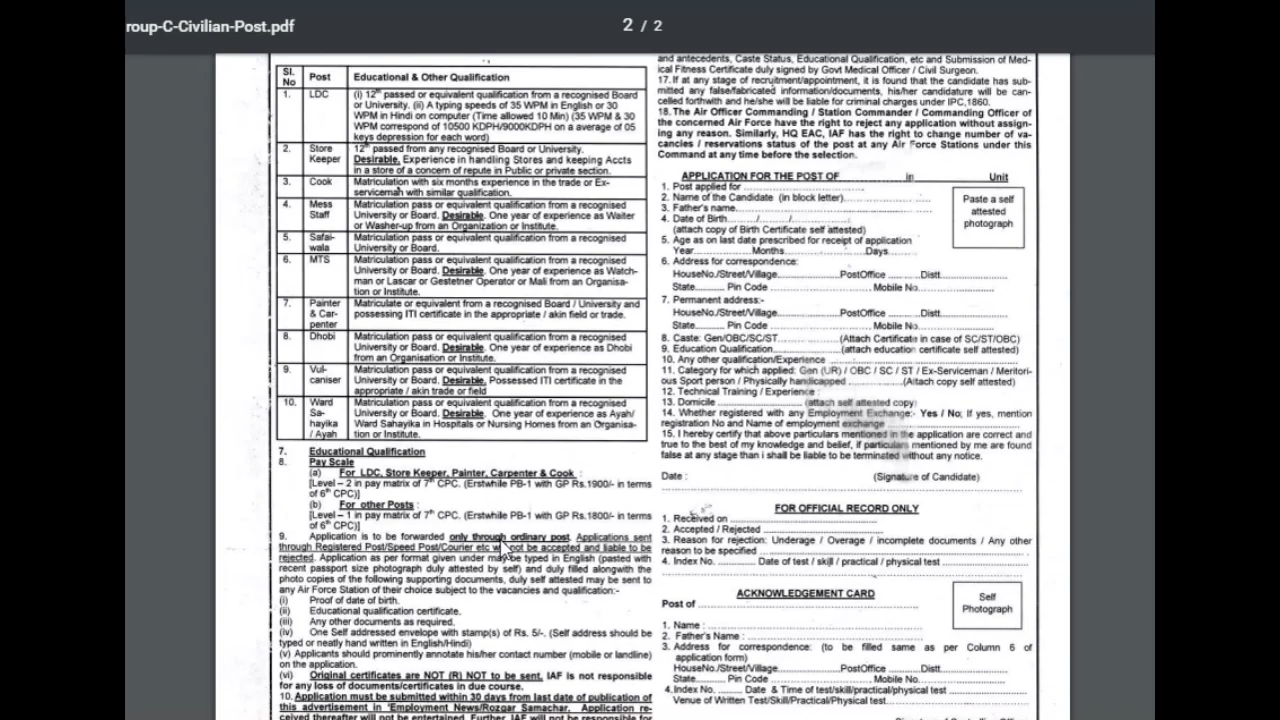 roup-C-Civilian-Post.pdf
2 / 2
Sl. No
Post
Educational & Other Qualification
1.
LDC
(i) 12th passed or equivalent qualification from a recognised Board
or University. (ii) A typing speeds of 35 WPM in English or 30
WPM in Hindi on computer (Time allowed 10 Min) (35 WPM & 30
WPM correspond of 10500 KDPH/9000KDPH on a average of 05
keys depression for each word)
2.
Store
Keeper
12th passed from any recognised Board or University.
Desirable. Experience in handling Stores and keeping Accts
in a store of a concern of repute in Public or private section.
3.
Cook
Matriculation with six months experience in the trade or Ex-
serviceman with similar qualification.
4.
Mess
Staff
Matriculation pass or equivalent qualification from a recognised
University or Board. Desirable. One year of experience as Waiter
or Washer-up from an Organization or Institute.
5.
Safai-
wala
Matriculation pass or equivalent qualification from a recognised
University or Board.
6.
MTS
Matriculation pass or equivalent qualification from a recognised
University or Board. Desirable. One year of experience as Watch-
man or Lascar or Gestetner Operator or Mali from an Organisa-
tion or Institute.
7.
Painter
& Car-
penter
Matriculate or equivalent from a recognised Board / University and
possessing ITI certificate in the appropriate / akin field or trade.
8.
Dhobi
Matriculation pass or equivalent qualification from a recognised
University or Board. Desirable. One year of experience as Dhobi
from an Organisation or Institute.
9.
Vul-
caniser
Matriculation pass or equivalent qualification from a recognised
University or Board. Desirable. Possessed ITI certificate in the
appropriate / akin trade or field
10.
Ward
Sa-
hayika
/ Ayah
Matriculation pass or equivalent qualification from a recognised
University or Board. Desirable. One year of experience as Ayah/
Ward Sahayika in Hospitals or Nursing Homes from an Organisa-
tion or Institute.
7. Educational Qualification
8. Pay Scale
(a) For LDC, Store Keeper, Painter, Carpenter & Cook :
[Level – 2 in pay matrix of 7th CPC. (Erstwhile PB-1 with GP Rs.1900/- in terms
of 6th CPC)]
(b) For other Posts :
[Level – 1 in pay matrix of 7th CPC. (Erstwhile PB-1 with GP Rs.1800/- in terms
of 6th CPC)]
9. Application is to be forwarded only through ordinary post. Applications sent
through Registered Post/Speed Post/Courier etc not be accepted and liable to be
rejected. Application as per format given under may be typed in English (pasted with
recent passport size photograph duly attested by self) and duly filled alongwith the
photo copies of the following supporting documents, duly self attested may be sent to
any Air Force Station of their choice subject to the vacancies and qualification:-
(i) Proof of date of birth.
(ii) Educational qualification certificate.
(iii) Any other documents as required.
(iv) One Self addressed envelope with stamp(s) of Rs. 5/-. (Self address should be
typed or neatly hand written in English/Hindi)
(v) Applicants should prominently annotate his/her contact number (mobile or landline)
on the application.
(vi) Original certificates are NOT (R) NOT to be sent. IAF is not responsible
for any loss of documents/certificates in due course.
10. Application must be submitted within 30 days from last date of publication of
this advertisement in 'Employment News/Rozgar Samachar. Application re-
ceived thereafter will not be entertained. Further, IAF will not be responsible for
and antecedents, Caste Status, Educational Qualification, etc and Submission of Med-
ical Fitness Certificate duly signed by Govt Medical Officer / Civil Surgeon.
17. If at any stage of recruitment/appointment, it is found that the candidate has sub-
mitted any false/fabricated information/documents, his/her candidature will be can-
celled forthwith and he/she will be liable for criminal charges under IPC,1860.
18. The Air Officer Commanding / Station Commander / Commanding Officer of
the concerned Air Force have the right to reject any application without assign-
ing any reason. Similarly, HQ EAC, IAF has the right to change number of va-
cancies / reservations status of the post at any Air Force Stations under this
Command at any time before the selection.
APPLICATION FOR THE POST OF in Unit
1. Post applied for
2. Name of the Candidate (in block letter)
3. Father's name
4. Date of Birth / /
(attach copy of Birth Certificate self attested)
5. Age as on last date prescribed for receipt of application
Year Months Days
Paste a self
attested
photograph
6. Address for correspondence:
HouseNo./Street/Village PostOffice Distt
State Pin Code Mobile No.
7. Permanent address:-
HouseNo./Street/Village PostOffice Distt
State Pin Code Mobile No.
8. Caste: Gen/OBC/SC/ST (Attach Certificate in case of SC/ST/OBC)
9. Education Qualification (attach education certificate self attested)
10. Any other qualification/Experience
11. Category for which applied: Gen (UR) / OBC / SC / ST / Ex-Serviceman / Meritori-
ous Sport person / Physically handicapped (Attach copy self attested)
12. Technical Training / Experience :
13. Domicile (attach self attested copy)
14. Whether registered with any Employment Exchange:- Yes / No; If yes, mention
registration No and Name of employment exchange
15. I hereby certify that above particulars mentioned in the application are correct and
true to the best of my knowledge and belief, if particulars mentioned by me are found
false at any stage than i shall be liable to be terminated without any notice.
Date : (Signature of Candidate)
FOR OFFICIAL RECORD ONLY
1. Received on
2. Accepted / Rejected
3. Reason for rejection: Underage / Overage / incomplete documents / Any other
reason to be specified
4. Index No. Date of test / skill / practical / physical test
ACKNOWLEDGEMENT CARD
Post of
Self
Photograph
1. Name :
2. Father's Name :
3. Address for correspondence: (to be filled same as per Column 6 of
application form)
HouseNo./Street/Village PostOffice Distt
State Pin Code Mobile No.
4.Index No. Date & Time of test/skill/practical/physical test
Venue of Written Test/Skill/Practical/Physical test